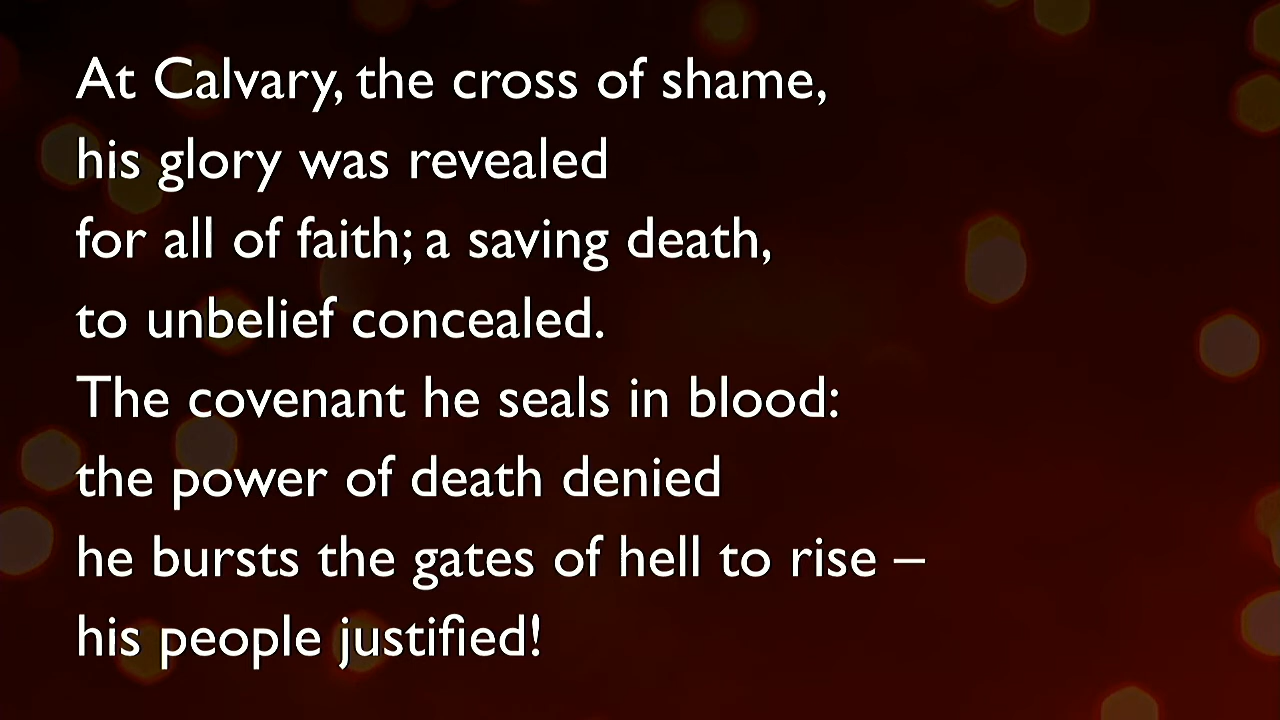 At Calvary, the cross of shame,
his glory was revealed
for all of faith; a saving death,
to unbelief concealed.
The covenant he seals in blood:
the power of death denied
he bursts the gates of hell to rise –
his people justified!